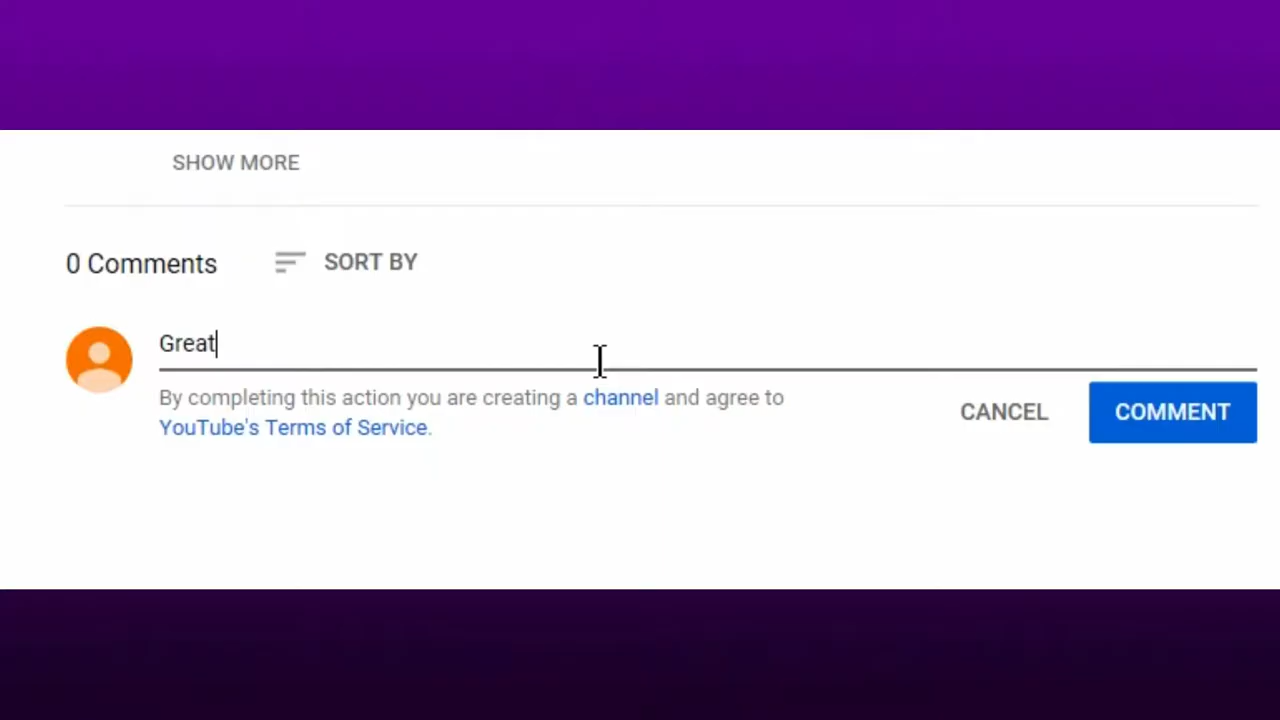 SHOW MORE
0 Comments SORT BY
Great
By completing this action you are creating a channel and agree to
YouTube's Terms of Service.
CANCEL COMMENT